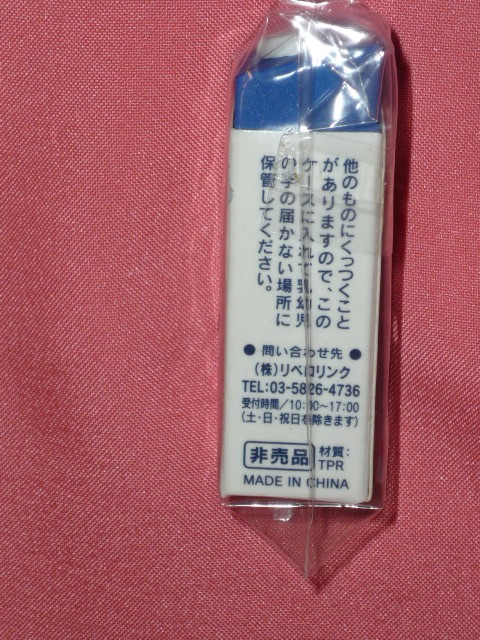 他のものにくっつくこと
がありますので、この
ケースに入れて乳幼児
の手の届かない場所に
保管してください。
● 問い合わせ先 ●
(株)リベロリンク
TEL:03-5826-4736
受付時間/10:00~17:00
(土・日・祝日を除きます)
非売品 材質:
TPR
MADE IN CHINA